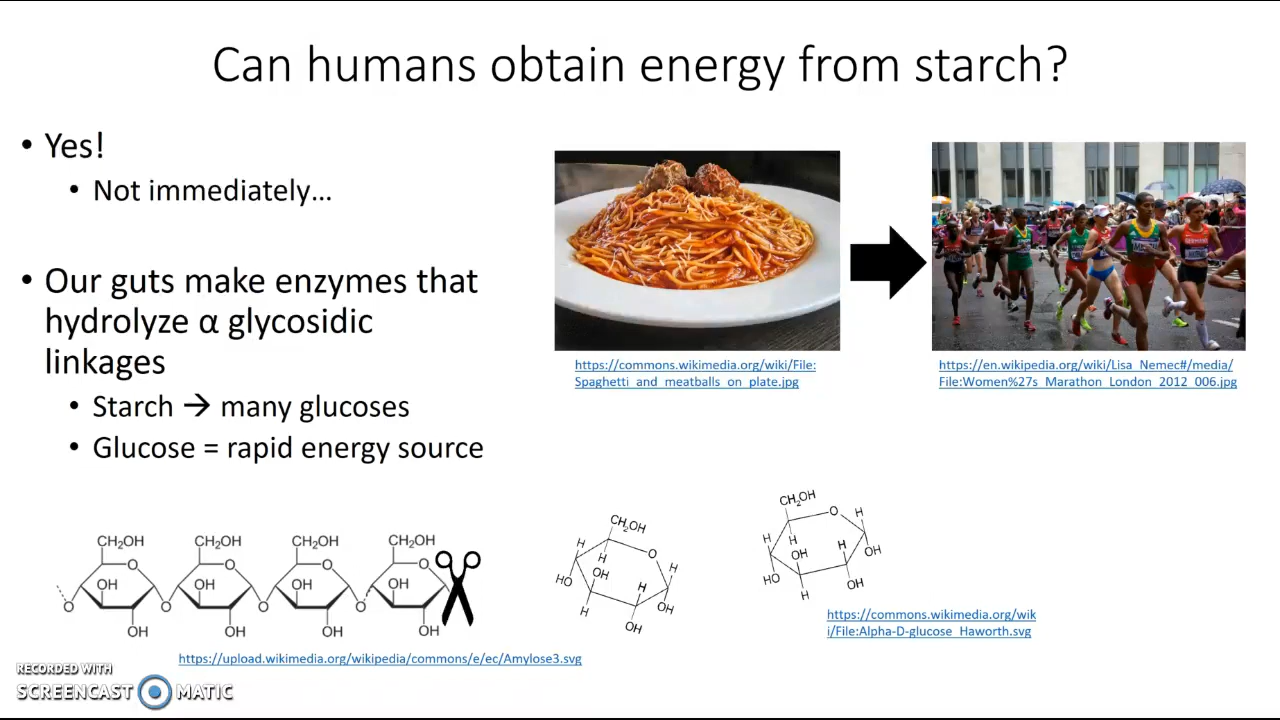 Can humans obtain energy from starch?
• Yes!
• Not immediately…
• Our guts make enzymes that
hydrolyze α glycosidic
linkages
• Starch → many glucoses
• Glucose = rapid energy source
https://commons.wikimedia.org/wiki/File:
Spaghetti_and_meatballs_on_plate.jpg
https://en.wikipedia.org/wiki/Lisa_Nemec#/media/
File:Women%27s_Marathon_London_2012_006.jpg
CH₂OH CH₂OH CH₂OH CH₂OH
O O O O
OH OH OH OH
O O O O
OH OH OH OH
https://upload.wikimedia.org/wikipedia/commons/e/ec/Amylose3.svg
CH₂OH
H O
H H
OH H
HO OH
H OH
CH₂OH
O H
H H
OH H OH
HO OH
H
https://commons.wikimedia.org/wik
i/File:Alpha-D-glucose_Haworth.svg
RECORDED WITH
SCREENCAST MATIC